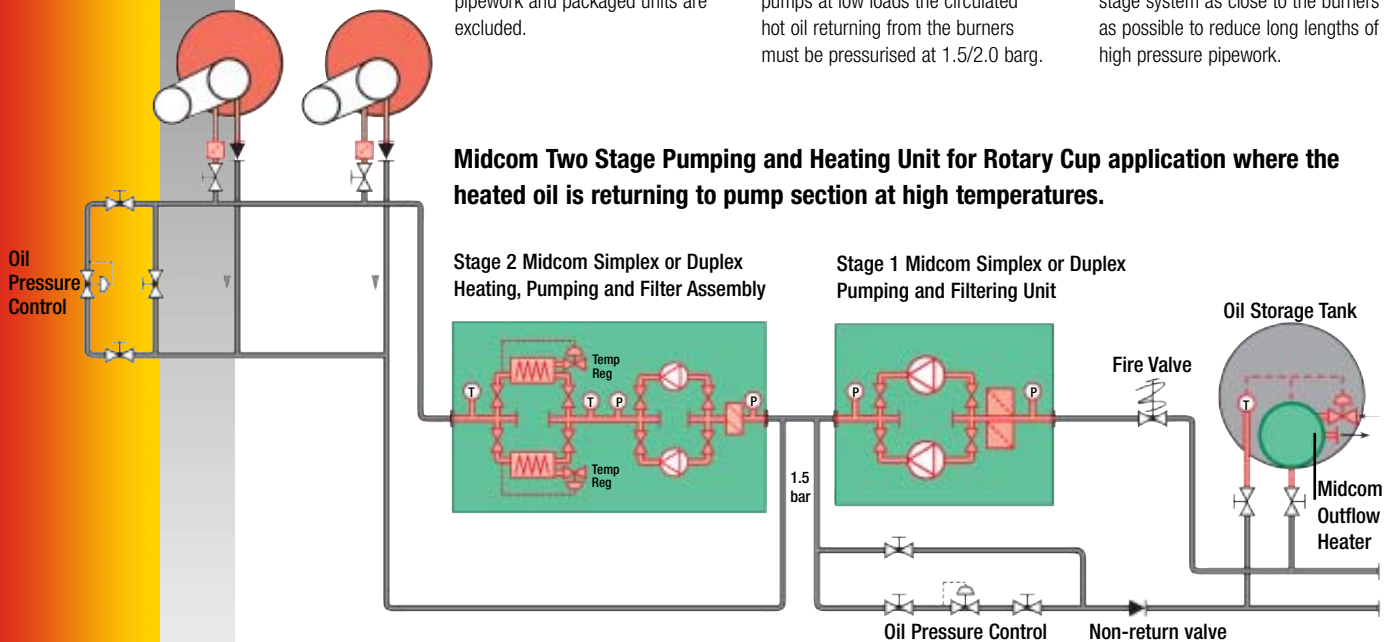 pipework and packaged units are
excluded.
pumps at low loads the circulated
hot oil returning from the burners
must be pressurised at 1.5/2.0 barg.
stage system as close to the burners
as possible to reduce long lengths of
high pressure pipework.
Midcom Two Stage Pumping and Heating Unit for Rotary Cup application where the
heated oil is returning to pump section at high temperatures.
Oil
Pressure
Control
Stage 2 Midcom Simplex or Duplex
Heating, Pumping and Filter Assembly
Temp
Reg
T
T
P
P
Temp
Reg
1.5
bar
Stage 1 Midcom Simplex or Duplex
Pumping and Filtering Unit
P
P
Fire Valve
Oil Storage Tank
T
Midcom
Outflow
Heater
Oil Pressure Control
Non-return valve